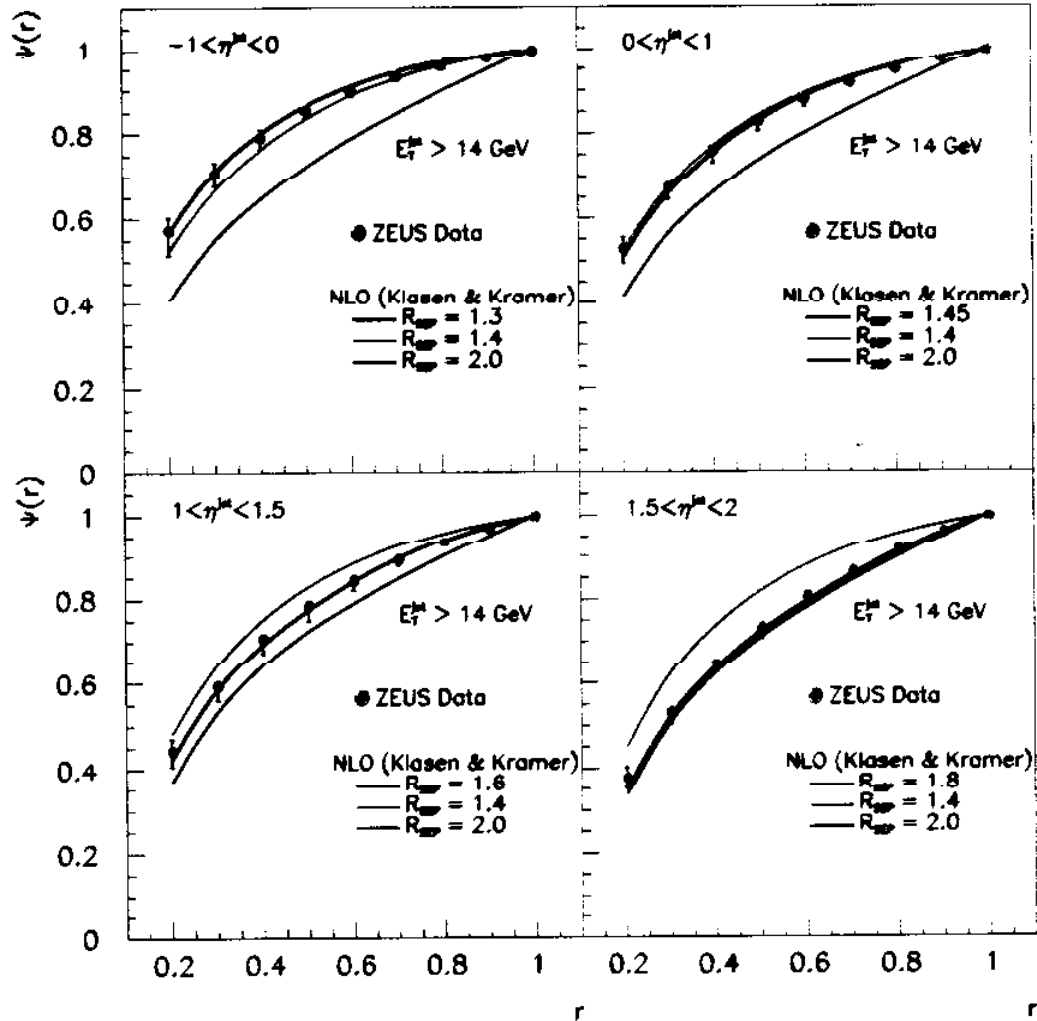 ψ(r)
1
0.8
0.6
0.4
0.2
0
-1<η^jet<0
E_T^jet > 14 GeV
ZEUS Data
NLO (Klasen & Kramer)
R_SEP = 1.3
R_SEP = 1.4
R_SEP = 2.0
0<η^jet<1
E_T^jet > 14 GeV
ZEUS Data
NLO (Klasen & Kramer)
R_SEP = 1.45
R_SEP = 1.4
R_SEP = 2.0
ψ(r)
1
0.8
0.6
0.4
0.2
0
1<η^jet<1.5
E_T^jet > 14 GeV
ZEUS Data
NLO (Klasen & Kramer)
R_SEP = 1.6
R_SEP = 1.4
R_SEP = 2.0
1.5<η^jet<2
E_T^jet > 14 GeV
ZEUS Data
NLO (Klasen & Kramer)
R_SEP = 1.8
R_SEP = 1.4
R_SEP = 2.0
0.2 0.4 0.6 0.8 1
0.2 0.4 0.6 0.8 1
r
r